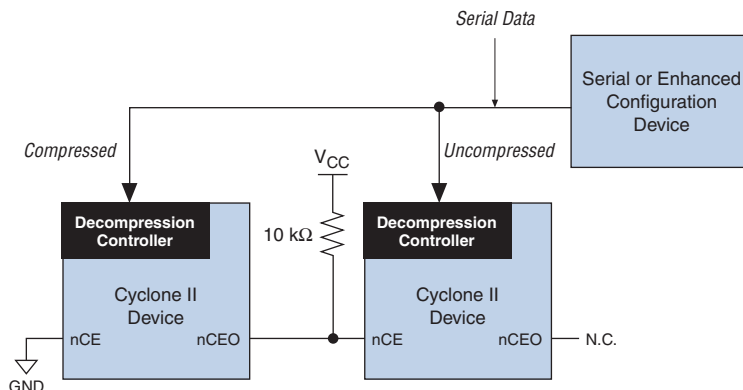 Serial Data
Serial or Enhanced
Configuration
Device
Compressed
Uncompressed
VCC
10 kΩ
Decompression
Controller
Decompression
Controller
Cyclone II
Device
Cyclone II
Device
nCE
nCEO
nCE
nCEO
N.C.
GND